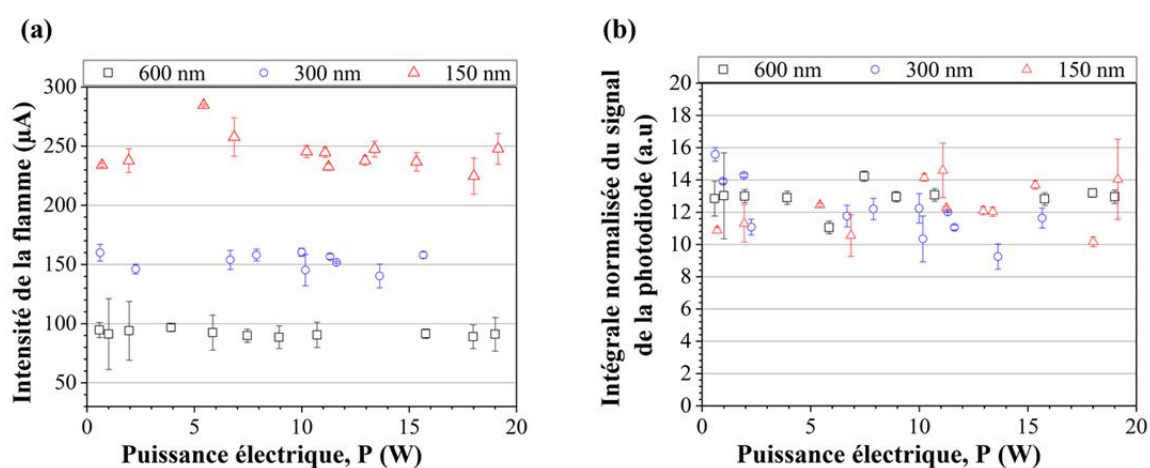 (a)
600 nm 300 nm 150 nm
300
250
200
150
100
50
0 5 10 15 20
Intensité de la flamme (µA)
Puissance électrique, P (W)
(b)
600 nm 300 nm 150 nm
20
18
16
14
12
10
8
6
4
2
0
0 5 10 15 20
Intégrale normalisée du signal
de la photodiode (a.u)
Puissance électrique, P (W)